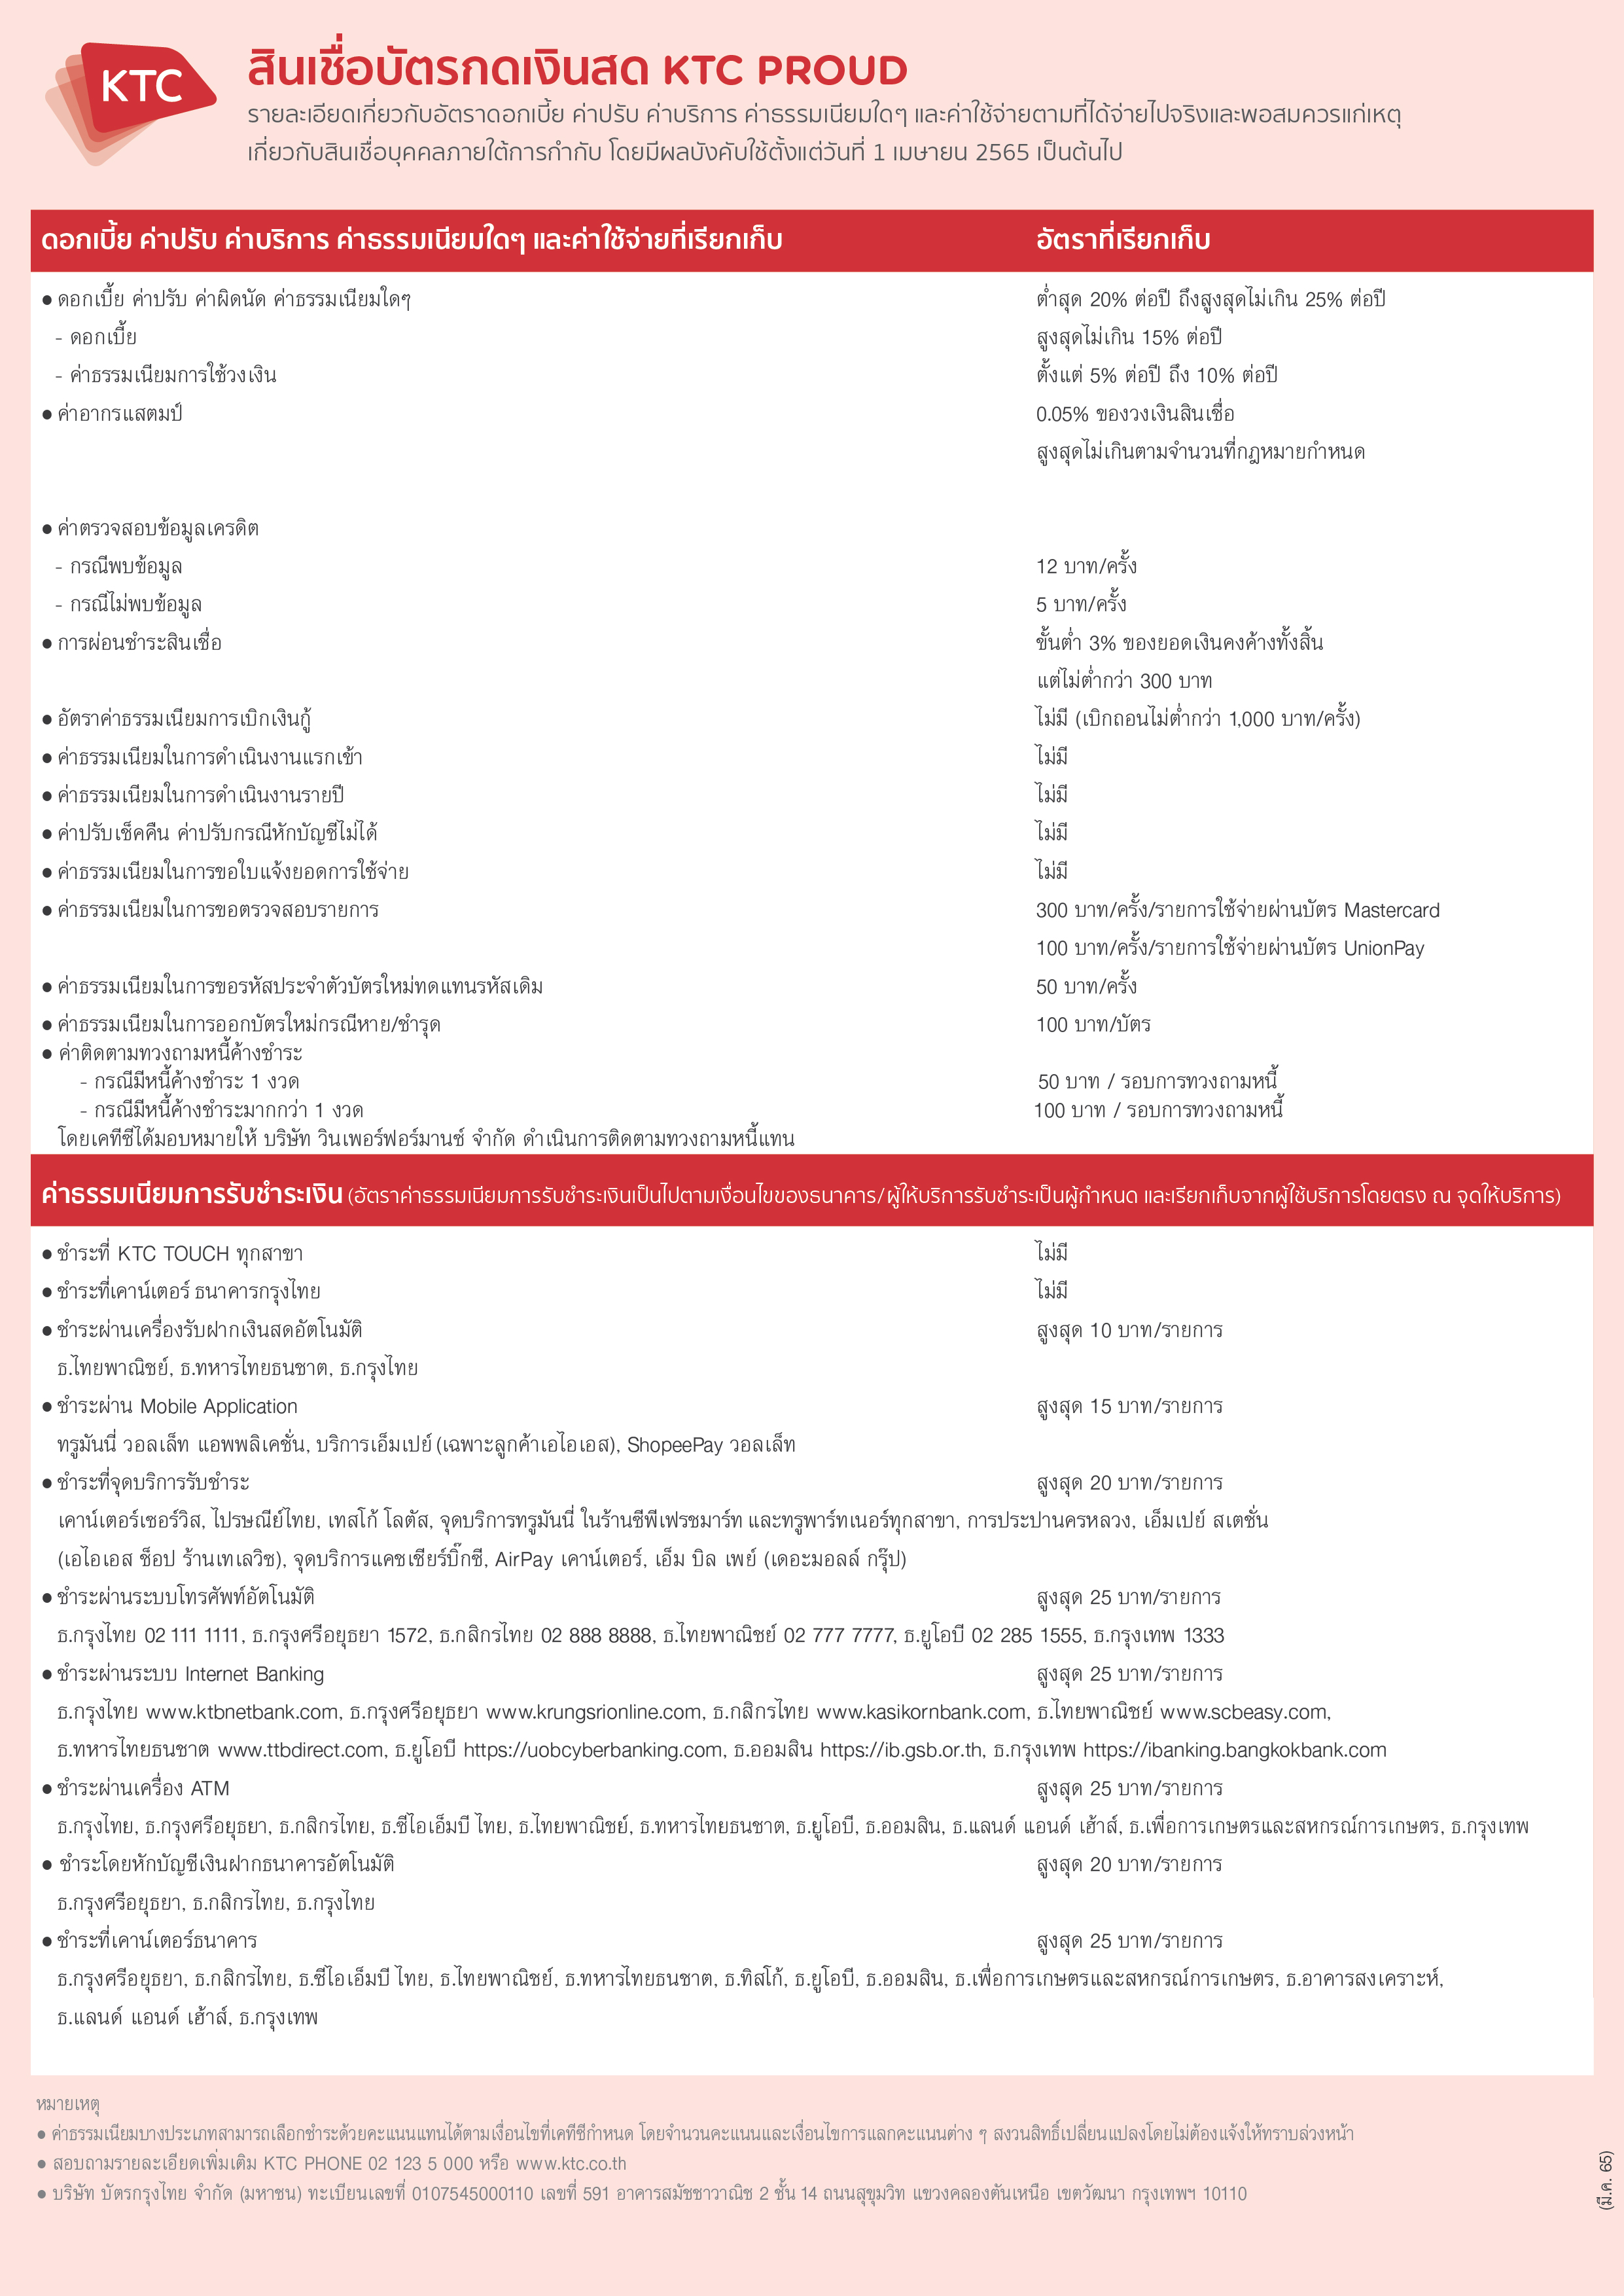 KTC
สินเชื่อบัตรกดเงินสด KTC PROUD
รายละเอียดเกี่ยวกับอัตราดอกเบี้ย ค่าปรับ ค่าบริการ ค่าธรรมเนียมใดๆ และค่าใช้จ่ายตามที่ได้จ่ายไปจริงและพอสมควรแก่เหตุ
เกี่ยวกับสินเชื่อบุคคลภายใต้การกำกับ โดยมีผลบังคับใช้ตั้งแต่วันที่ 1 เมษายน 2565 เป็นต้นไป
ดอกเบี้ย ค่าปรับ ค่าบริการ ค่าธรรมเนียมใดๆ และค่าใช้จ่ายที่เรียกเก็บ อัตราที่เรียกเก็บ
● ดอกเบี้ย ค่าปรับ ค่าผิดนัด ค่าธรรมเนียมใดๆ ต่ำสุด 20% ต่อปี ถึงสูงสุดไม่เกิน 25% ต่อปี
- ดอกเบี้ย สูงสุดไม่เกิน 15% ต่อปี
- ค่าธรรมเนียมการใช้วงเงิน ตั้งแต่ 5% ต่อปี ถึง 10% ต่อปี
● ค่าอากรแสตมป์ 0.05% ของวงเงินสินเชื่อ
สูงสุดไม่เกินตามจำนวนที่กฎหมายกำหนด
● ค่าตรวจสอบข้อมูลเครดิต
- กรณีพบข้อมูล 12 บาท/ครั้ง
- กรณีไม่พบข้อมูล 5 บาท/ครั้ง
● การผ่อนชำระสินเชื่อ ขั้นต่ำ 3% ของยอดเงินคงค้างทั้งสิ้น
แต่ไม่ต่ำกว่า 300 บาท
● อัตราค่าธรรมเนียมการเบิกเงินกู้ ไม่มี (เบิกถอนไม่ต่ำกว่า 1,000 บาท/ครั้ง)
● ค่าธรรมเนียมในการดำเนินงานแรกเข้า ไม่มี
● ค่าธรรมเนียมในการดำเนินงานรายปี ไม่มี
● ค่าปรับเช็คคืน ค่าปรับกรณีหักบัญชีไม่ได้ ไม่มี
● ค่าธรรมเนียมในการขอใบแจ้งยอดการใช้จ่าย ไม่มี
● ค่าธรรมเนียมในการขอตรวจสอบรายการ 300 บาท/ครั้ง/รายการใช้จ่ายผ่านบัตร Mastercard
100 บาท/ครั้ง/รายการใช้จ่ายผ่านบัตร UnionPay
● ค่าธรรมเนียมในการขอรหัสประจำตัวบัตรใหม่ทดแทนรหัสเดิม 50 บาท/ครั้ง
● ค่าธรรมเนียมในการออกบัตรใหม่กรณีหาย/ชำรุด 100 บาท/บัตร
● ค่าติดตามทวงถามหนี้ค้างชำระ
- กรณีมีหนี้ค้างชำระ 1 งวด 50 บาท / รอบการทวงถามหนี้
- กรณีมีหนี้ค้างชำระมากกว่า 1 งวด 100 บาท / รอบการทวงถามหนี้
โดยเคทีซีได้มอบหมายให้ บริษัท วินเพอร์ฟอร์มานซ์ จำกัด ดำเนินการติดตามทวงถามหนี้แทน
ค่าธรรมเนียมการรับชำระเงิน (อัตราค่าธรรมเนียมการรับชำระเงินเป็นไปตามเงื่อนไขของธนาคาร/ผู้ให้บริการรับชำระเป็นผู้กำหนด และเรียกเก็บจากผู้ใช้บริการโดยตรง ณ จุดให้บริการ)
● ชำระที่ KTC TOUCH ทุกสาขา ไม่มี
● ชำระที่เคาน์เตอร์ ธนาคารกรุงไทย ไม่มี
● ชำระผ่านเครื่องรับฝากเงินสดอัตโนมัติ สูงสุด 10 บาท/รายการ
ธ.ไทยพาณิชย์, ธ.ทหารไทยธนชาต, ธ.กรุงไทย
● ชำระผ่าน Mobile Application สูงสุด 15 บาท/รายการ
ทรูมันนี่ วอลเล็ท แอพพลิเคชั่น, บริการเอ็มเปย์ (เฉพาะลูกค้าเอไอเอส), ShopeePay วอลเล็ท
● ชำระที่จุดบริการรับชำระ สูงสุด 20 บาท/รายการ
เคาน์เตอร์เซอร์วิส, ไปรษณีย์ไทย, เทสโก้ โลตัส, จุดบริการทรูมันนี่ ในร้านซีพีเฟรชมาร์ท และทรูพาร์ทเนอร์ทุกสาขา, การประปานครหลวง, เอ็มเปย์ สเตชั่น
(เอไอเอส ช็อป ร้านเทเลวิซ), จุดบริการแคชเชียร์บิ๊กซี, AirPay เคาน์เตอร์, เอ็ม บิล เพย์ (เดอะมอลล์ กรุ๊ป)
● ชำระผ่านระบบโทรศัพท์อัตโนมัติ สูงสุด 25 บาท/รายการ
ธ.กรุงไทย 02 111 1111, ธ.กรุงศรีอยุธยา 1572, ธ.กสิกรไทย 02 888 8888, ธ.ไทยพาณิชย์ 02 777 7777, ธ.ยูโอบี 02 285 1555, ธ.กรุงเทพ 1333
● ชำระผ่านระบบ Internet Banking สูงสุด 25 บาท/รายการ
ธ.กรุงไทย www.ktbnetbank.com, ธ.กรุงศรีอยุธยา www.krungsrionline.com, ธ.กสิกรไทย www.kasikornbank.com, ธ.ไทยพาณิชย์ www.scbeasy.com,
ธ.ทหารไทยธนชาต www.ttbdirect.com, ธ.ยูโอบี https://uobcyberbanking.com, ธ.ออมสิน https://ib.gsb.or.th, ธ.กรุงเทพ https://ibanking.bangkokbank.com
● ชำระผ่านเครื่อง ATM สูงสุด 25 บาท/รายการ
ธ.กรุงไทย, ธ.กรุงศรีอยุธยา, ธ.กสิกรไทย, ธ.ซีไอเอ็มบี ไทย, ธ.ไทยพาณิชย์, ธ.ทหารไทยธนชาต, ธ.ยูโอบี, ธ.ออมสิน, ธ.แลนด์ แอนด์ เฮ้าส์, ธ.เพื่อการเกษตรและสหกรณ์การเกษตร, ธ.กรุงเทพ
● ชำระโดยหักบัญชีเงินฝากธนาคารอัตโนมัติ สูงสุด 20 บาท/รายการ
ธ.กรุงศรีอยุธยา, ธ.กสิกรไทย, ธ.กรุงไทย
● ชำระที่เคาน์เตอร์ธนาคาร สูงสุด 25 บาท/รายการ
ธ.กรุงศรีอยุธยา, ธ.กสิกรไทย, ธ.ซีไอเอ็มบี ไทย, ธ.ไทยพาณิชย์, ธ.ทหารไทยธนชาต, ธ.ทิสโก้, ธ.ยูโอบี, ธ.ออมสิน, ธ.เพื่อการเกษตรและสหกรณ์การเกษตร, ธ.อาคารสงเคราะห์,
ธ.แลนด์ แอนด์ เฮ้าส์, ธ.กรุงเทพ
หมายเหตุ
● ค่าธรรมเนียมบางประเภทสามารถเลือกชำระด้วยคะแนนแทนได้ตามเงื่อนไขที่เคทีซีกำหนด โดยจำนวนคะแนนและเงื่อนไขการแลกคะแนนต่าง ๆ สงวนสิทธิ์เปลี่ยนแปลงโดยไม่ต้องแจ้งให้ทราบล่วงหน้า
● สอบถามรายละเอียดเพิ่มเติม KTC PHONE 02 123 5 000 หรือ www.ktc.co.th
● บริษัท บัตรกรุงไทย จำกัด (มหาชน) ทะเบียนเลขที่ 0107545000110 เลขที่ 591 อาคารสมัชชาวาณิช 2 ชั้น 14 ถนนสุขุมวิท แขวงคลองตันเหนือ เขตวัฒนา กรุงเทพฯ 10110
(มี.ค. 65)